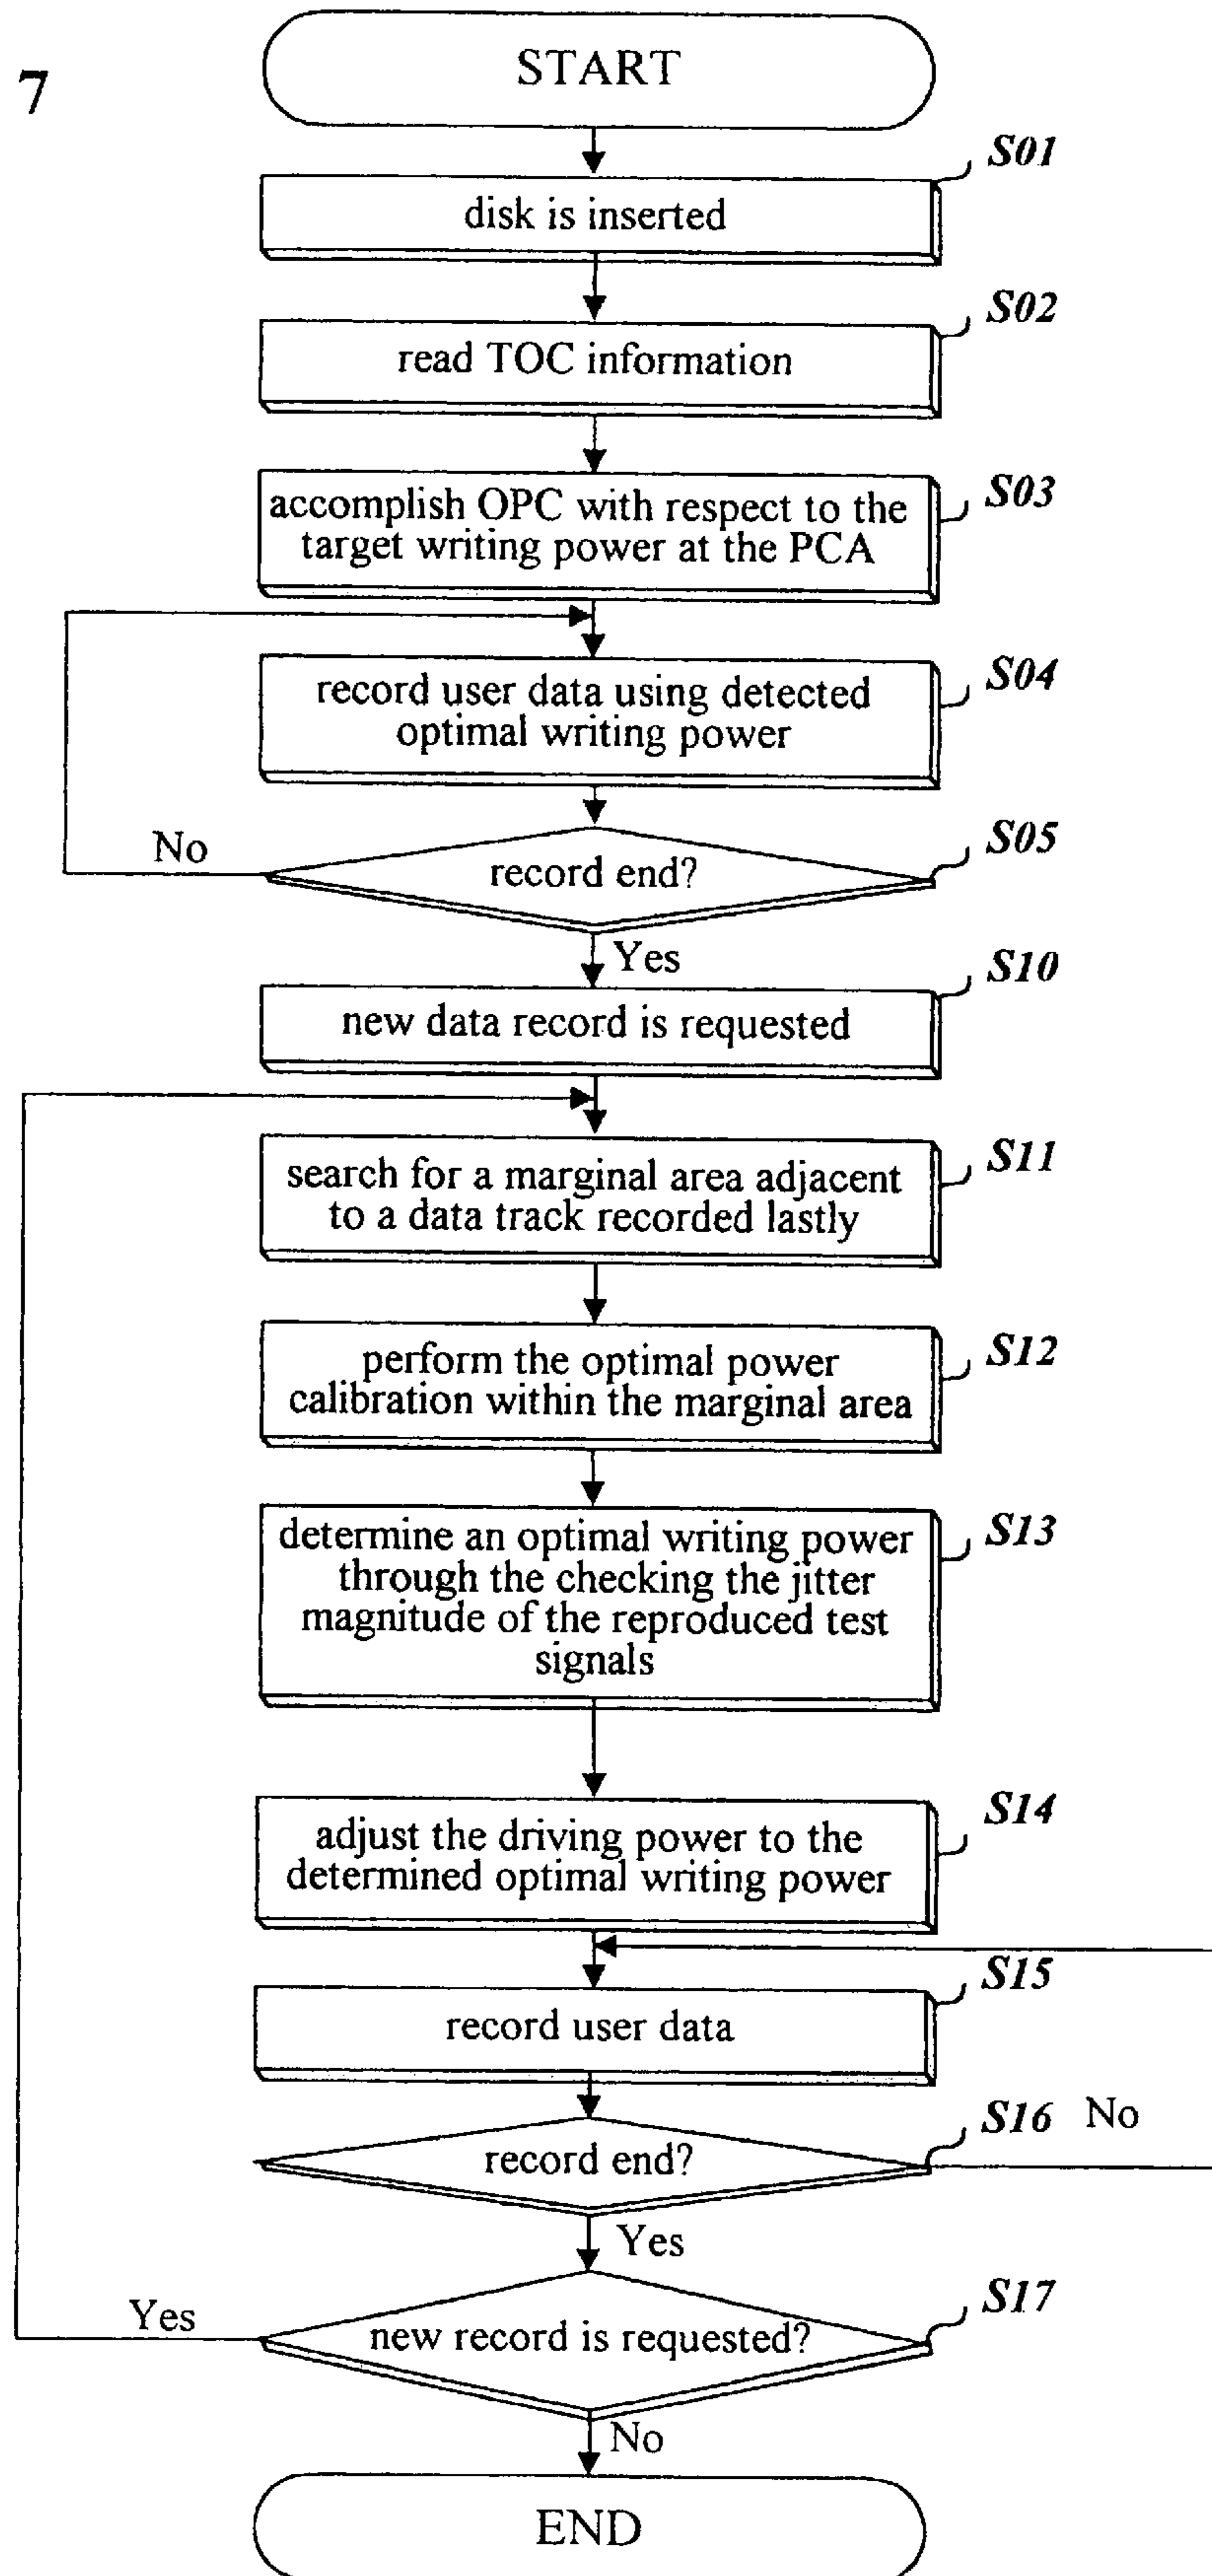 7
START
S01
disk is inserted
S02
read TOC information
S03
accomplish OPC with respect to the
target writing power at the PCA
S04
record user data using detected
optimal writing power
S05
No
record end?
Yes
S10
new data record is requested
S11
search for a marginal area adjacent
to a data track recorded lastly
S12
perform the optimal power
calibration within the marginal area
S13
determine an optimal writing power
through the checking the jitter
magnitude of the reproduced test
signals
S14
adjust the driving power to the
determined optimal writing power
S15
record user data
S16 No
record end?
Yes
S17
Yes
new record is requested?
No
END